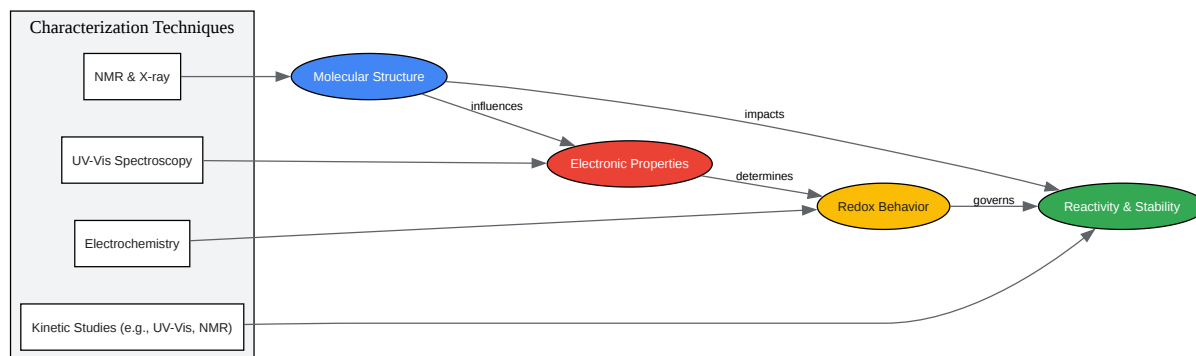 Characterization Techniques
NMR & X-ray
Molecular Structure
influences
impacts
UV-Vis Spectroscopy
Electronic Properties
determines
Redox Behavior
governs
Reactivity & Stability
Electrochemistry
Kinetic Studies (e.g., UV-Vis, NMR)